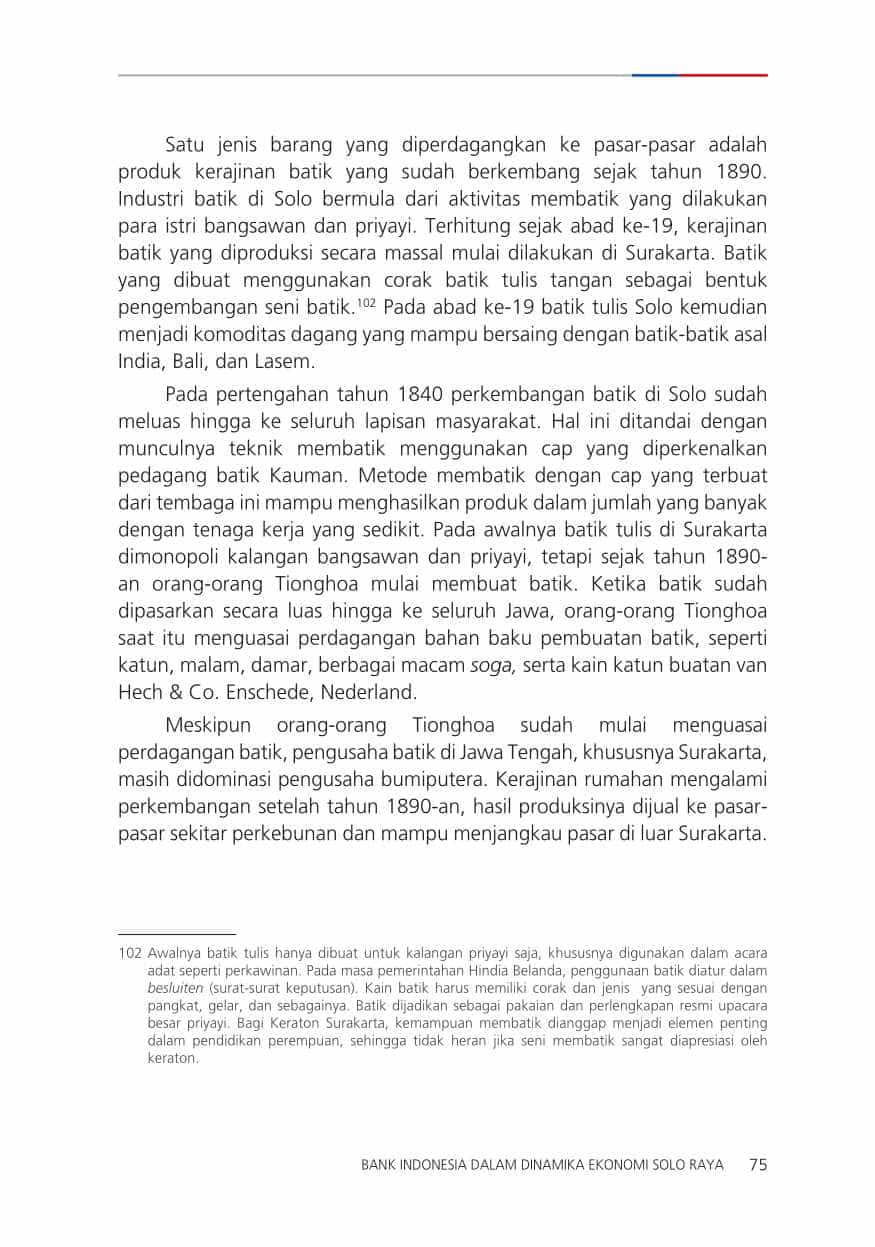 Satu jenis barang yang diperdagangkan ke pasar-pasar adalah
produk kerajinan batik yang sudah berkembang sejak tahun 1890.
Industri batik di Solo bermula dari aktivitas membatik yang dilakukan
para istri bangsawan dan priyayi. Terhitung sejak abad ke-19, kerajinan
batik yang diproduksi secara massal mulai dilakukan di Surakarta. Batik
yang dibuat menggunakan corak batik tulis tangan sebagai bentuk
pengembangan seni batik.102 Pada abad ke-19 batik tulis Solo kemudian
menjadi komoditas dagang yang mampu bersaing dengan batik-batik asal
India, Bali, dan Lasem.
Pada pertengahan tahun 1840 perkembangan batik di Solo sudah
meluas hingga ke seluruh lapisan masyarakat. Hal ini ditandai dengan
munculnya teknik membatik menggunakan cap yang diperkenalkan
pedagang batik Kauman. Metode membatik dengan cap yang terbuat
dari tembaga ini mampu menghasilkan produk dalam jumlah yang banyak
dengan tenaga kerja yang sedikit. Pada awalnya batik tulis di Surakarta
dimonopoli kalangan bangsawan dan priyayi, tetapi sejak tahun 1890-
an orang-orang Tionghoa mulai membuat batik. Ketika batik sudah
dipasarkan secara luas hingga ke seluruh Jawa, orang-orang Tionghoa
saat itu menguasai perdagangan bahan baku pembuatan batik, seperti
katun, malam, damar, berbagai macam soga, serta kain katun buatan van
Hech & Co. Enschede, Nederland.
Meskipun orang-orang Tionghoa sudah mulai menguasai
perdagangan batik, pengusaha batik di Jawa Tengah, khususnya Surakarta,
masih didominasi pengusaha bumiputera. Kerajinan rumahan mengalami
perkembangan setelah tahun 1890-an, hasil produksinya dijual ke pasar-
pasar sekitar perkebunan dan mampu menjangkau pasar di luar Surakarta.
102 Awalnya batik tulis hanya dibuat untuk kalangan priyayi saja, khususnya digunakan dalam acara
adat seperti perkawinan. Pada masa pemerintahan Hindia Belanda, penggunaan batik diatur dalam
besluiten (surat-surat keputusan). Kain batik harus memiliki corak dan jenis yang sesuai dengan
pangkat, gelar, dan sebagainya. Batik dijadikan sebagai pakaian dan perlengkapan resmi upacara
besar priyayi. Bagi Keraton Surakarta, kemampuan membatik dianggap menjadi elemen penting
dalam pendidikan perempuan, sehingga tidak heran jika seni membatik sangat diapresiasi oleh
keraton.
BANK INDONESIA DALAM DINAMIKA EKONOMI SOLO RAYA 75